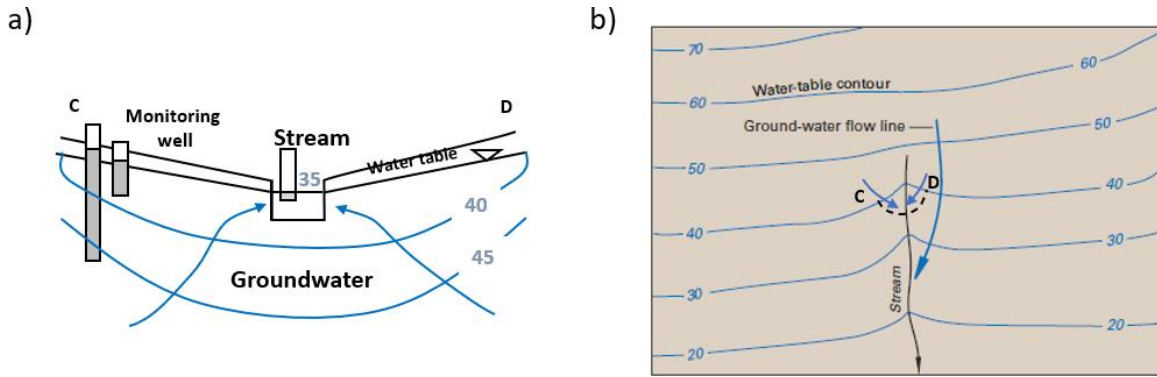 a)
C
Monitoring
well
Stream
D
Water table
35
40
45
Groundwater
b)
70
60
Water-table contour
60
Ground-water flow line
50
50
D
C
40
40
30
30
Stream
20
20